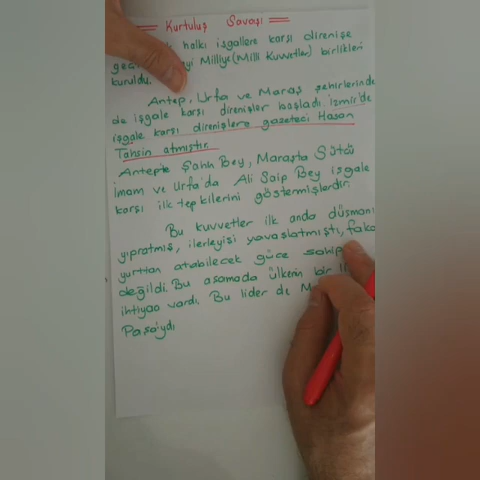 Kurtuluş Savaşı
halkı işgallere karşı direnişe
Milliye (Milli Kuvvetler) birlikleri
kuruldu.
Antep, Urfa ve Maraş şehirlerinde
de işgale karşı direnişler başladı. İzmir'de
işgale karşı direnişlere gazeteci Hasan
Tahsin atmıştır.
Antep'te Şahin Bey, Maraşta Sütçü
İmam ve Urfa'da Ali Saip Bey işgale
karşı ilk tepkilerini göstermişlerdir.
Bu kuvvetler ilk anda düşmanı
yıpratmış, ilerleyişi yavaşlatmıştı,
yurttan atabilecek güce sahip
değildi. Bu aşamada ülkenin bir
ihtiyacı vardı. Bu lider de
Paşa'ydı